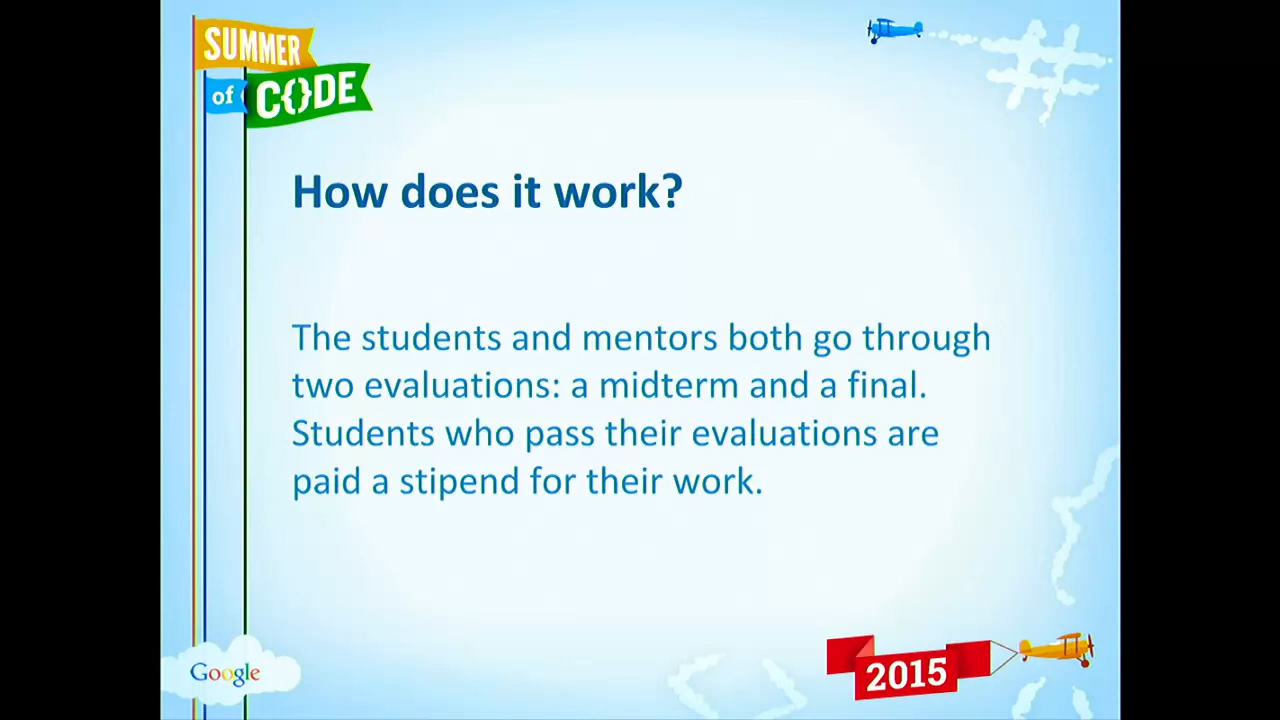 SUMMER
of C{}DE
How does it work?
The students and mentors both go through
two evaluations: a midterm and a final.
Students who pass their evaluations are
paid a stipend for their work.
Google
2015